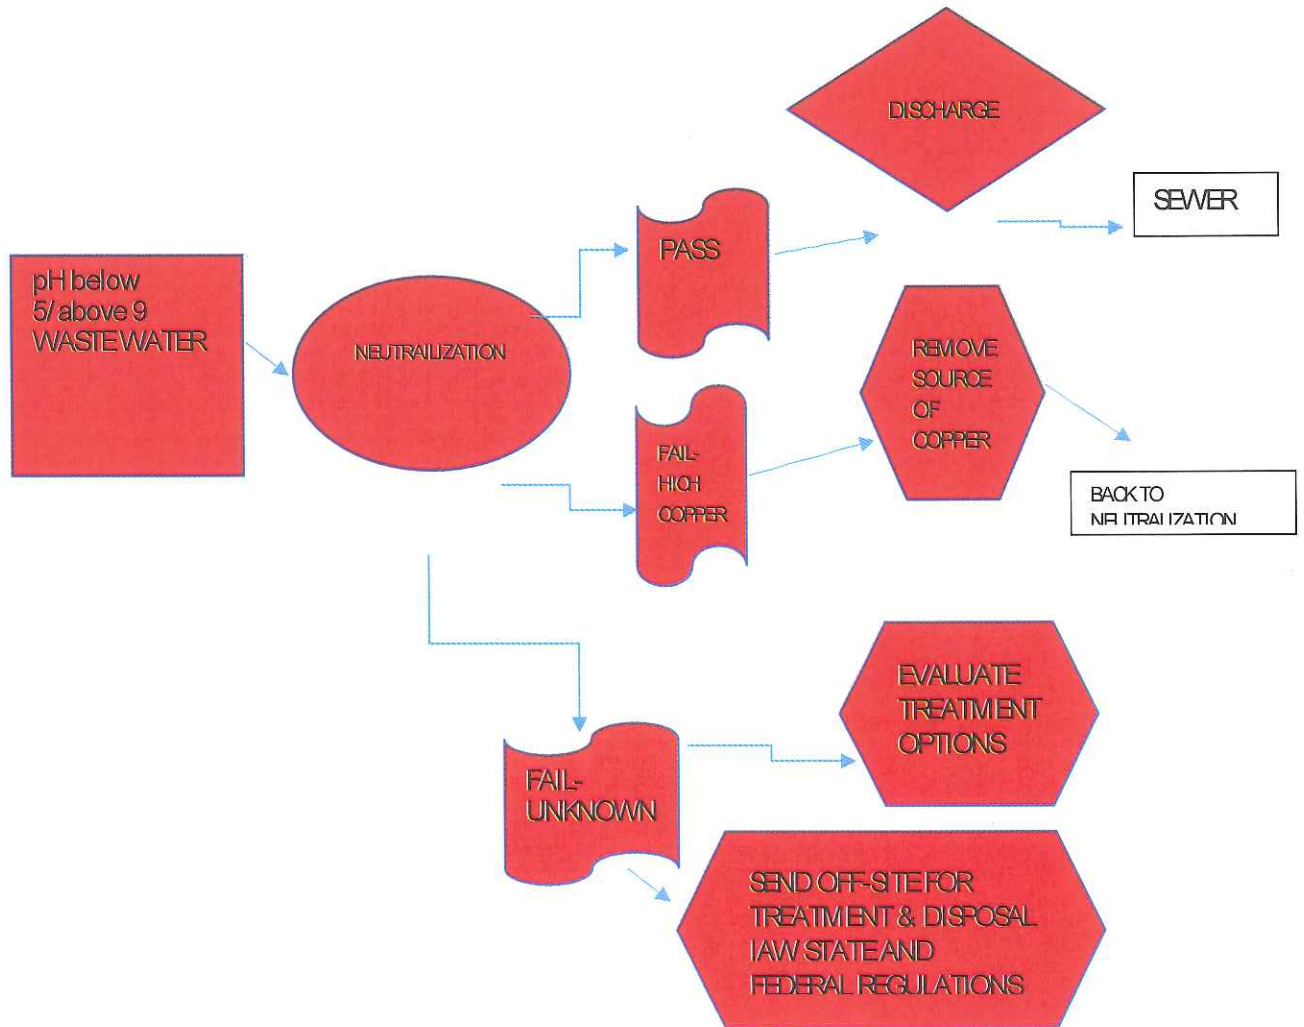 DISCHARGE
SEWER
PASS
pH below
5/ above 9
WASTEWATER
NEUTRAILIZATION
REMOVE
SOURCE
OF
COPPER
FAIL-
HIGH
COPPER
BACK TO
NEUTRALIZATION
EVALUATE
TREATMENT
OPTIONS
FAIL-
UNKNOWN
SEND OFF-SITE FOR
TREATMENT & DISPOSAL
IAW STATE AND
FEDERAL REGULATIONS